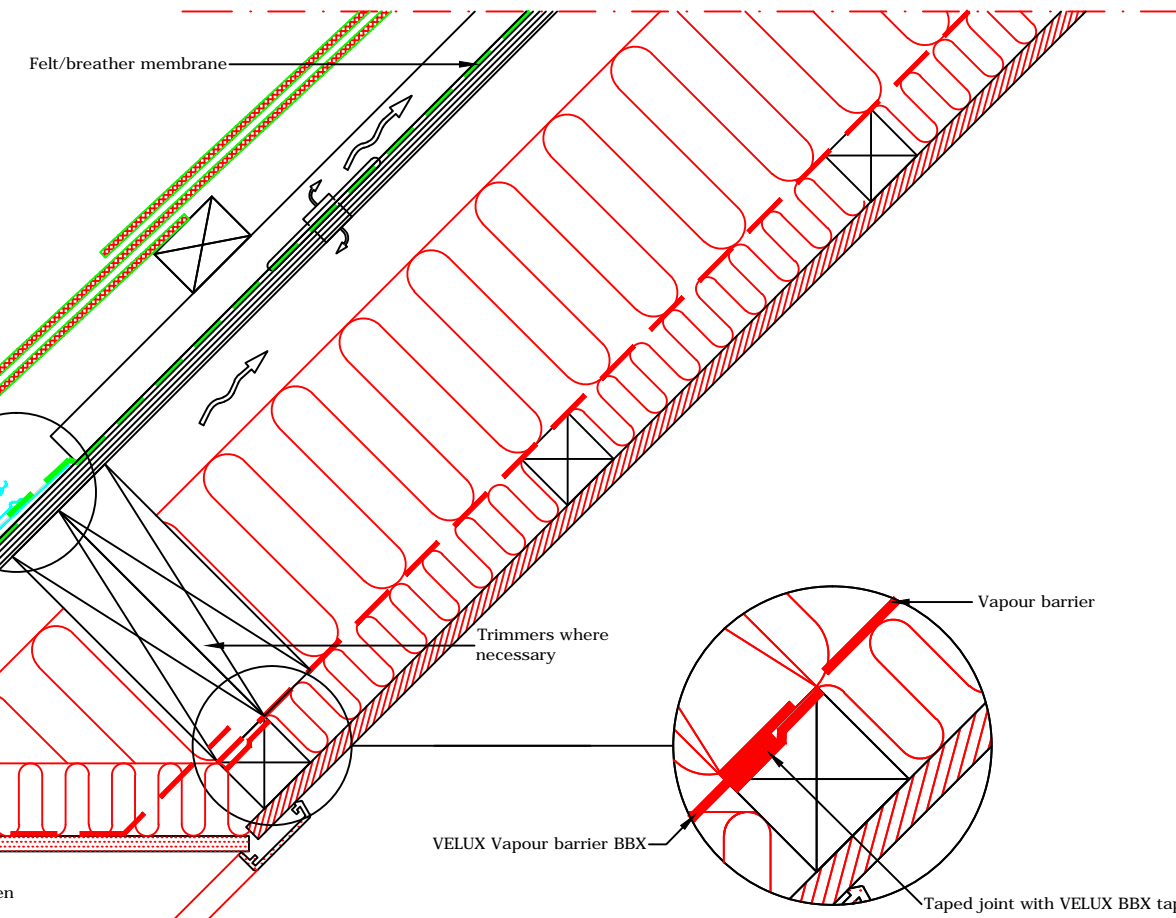 Felt/breather membrane
Vapour barrier
Trimmers where
necessary
VELUX Vapour barrier BBX
Taped joint with VELUX BBX